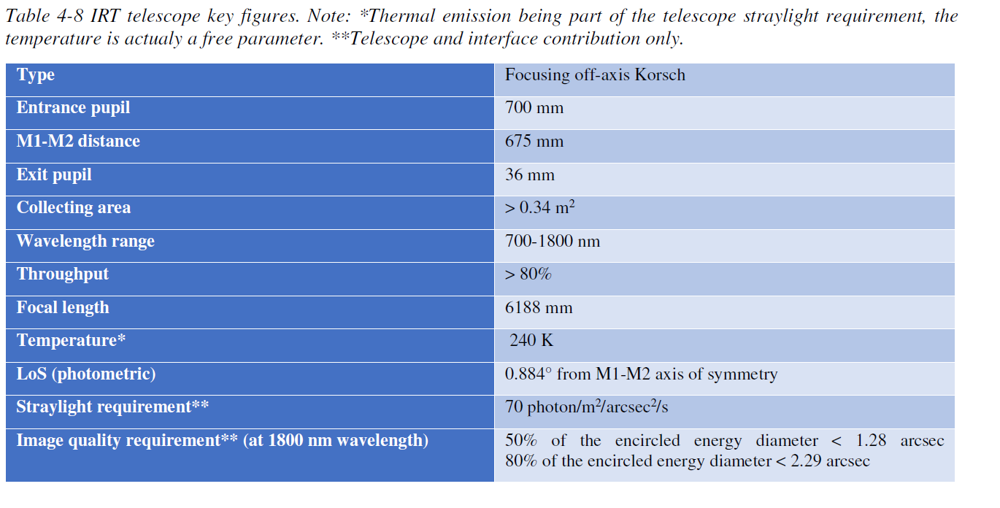 Table 4-8 IRT telescope key figures. Note: *Thermal emission being part of the telescope straylight requirement, the
temperature is actualy a free parameter. **Telescope and interface contribution only.
Type Focusing off-axis Korsch
Entrance pupil 700 mm
M1-M2 distance 675 mm
Exit pupil 36 mm
Collecting area > 0.34 m²
Wavelength range 700-1800 nm
Throughput > 80%
Focal length 6188 mm
Temperature* 240 K
LoS (photometric) 0.884° from M1-M2 axis of symmetry
Straylight requirement** 70 photon/m²/arcsec²/s
Image quality requirement** (at 1800 nm wavelength) 50% of the encircled energy diameter < 1.28 arcsec
80% of the encircled energy diameter < 2.29 arcsec